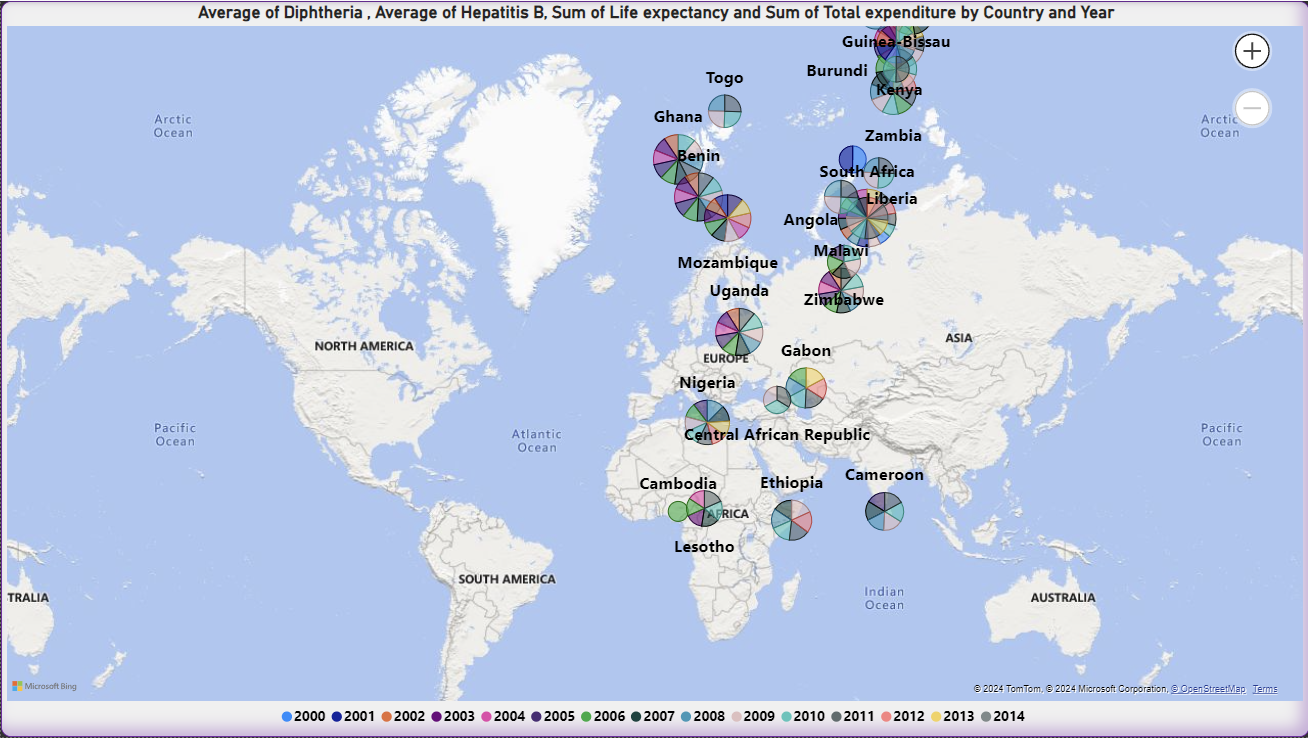 Average of Diphtheria , Average of Hepatitis B, Sum of Life expectancy and Sum of Total expenditure by Country and Year
Guinea-Bissau
Burundi
Togo
Kenya
Ghana
Arctic
Ocean
Arctic
Ocean
Zambia
Benin
South Africa
Liberia
Angola
Malawi
Mozambique
Uganda
Zimbabwe
ASIA
NORTH AMERICA
Gabon
EUROPE
Nigeria
Pacific
Ocean
Atlantic
Ocean
Central African Republic
Pacific
Ocean
Cameroon
Cambodia
Ethiopia
AFRICA
Lesotho
SOUTH AMERICA
Indian
Ocean
TRALIA
AUSTRALIA
Microsoft Bing
© 2024 TomTom, © 2024 Microsoft Corporation, © OpenStreetMap Terms
2000 2001 2002 2003 2004 2005 2006 2007 2008 2009 2010 2011 2012 2013 2014